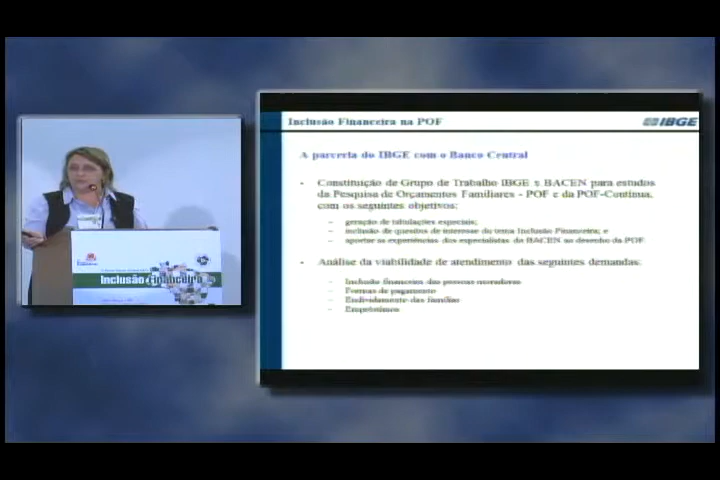 Inclusão Financeira na POF
IBGE
A parceria do IBGE com o Banco Central
Constituição de Grupo de Trabalho IBGE x BACEN para estudos
da Pesquisa de Orçamentos Familiares - POF e da POF-Contínua,
com os seguintes objetivos:
– geração de tabulações especiais;
– inclusão de quesitos de interesse do tema Inclusão Financeira; e
– aportar as experiências dos especialistas do BACEN ao desenho da POF
Análise da viabilidade de atendimento das seguintes demandas:
– Inclusão financeira das pessoas moradoras
– Formas de pagamento
– Endividamento das famílias
– Empréstimos
Inclusão Financeira